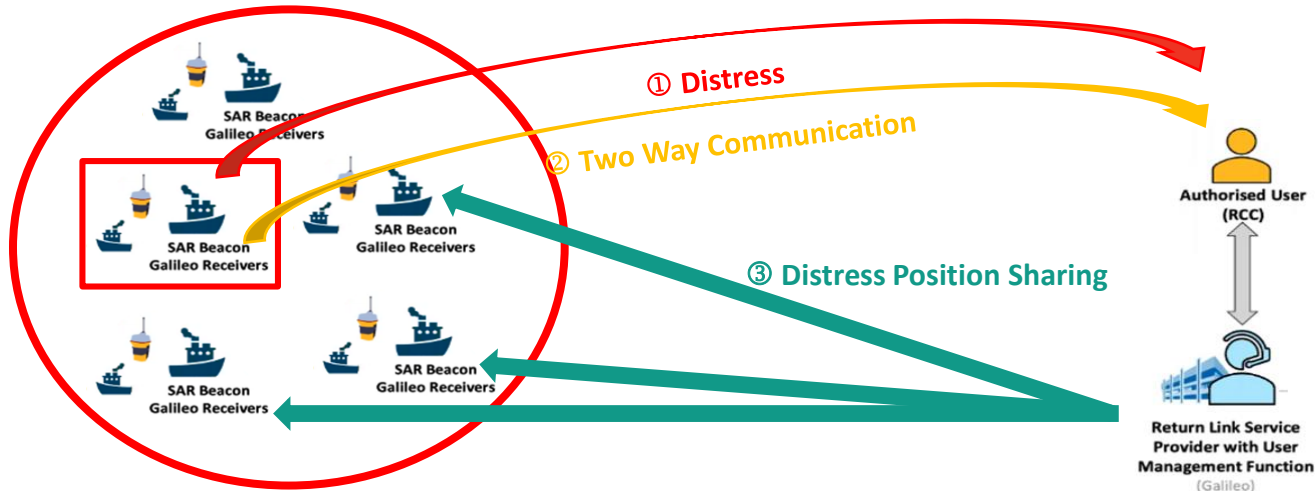 ① Distress
② Two Way Communication
SAR Beacon
Galileo Receivers
SAR Beacon
Galileo Receivers
SAR Beacon
Galileo Receivers
Authorised User
(RCC)
③ Distress Position Sharing
SAR Beacon
Galileo Receivers
SAR Beacon
Galileo Receivers
Return Link Service
Provider with User
Management Function
(Galileo)